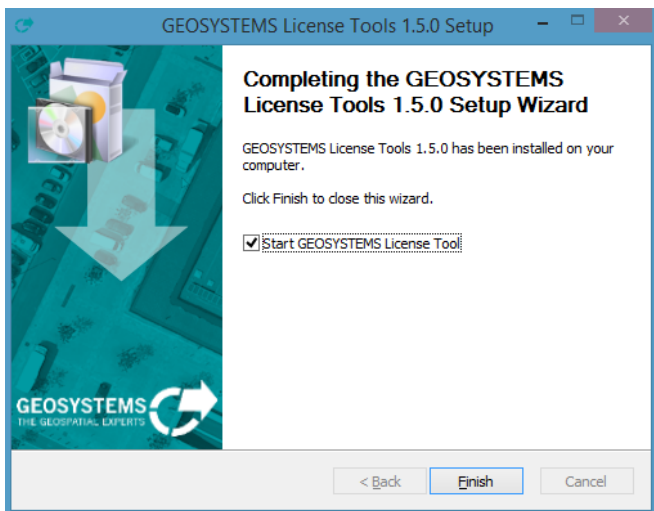 GEOSYSTEMS License Tools 1.5.0 Setup
Completing the GEOSYSTEMS
License Tools 1.5.0 Setup Wizard
GEOSYSTEMS License Tools 1.5.0 has been installed on your
computer.
Click Finish to close this wizard.
Start GEOSYSTEMS License Tool
GEOSYSTEMS
THE GEOSPATIAL EXPERTS
< Back
Finish
Cancel